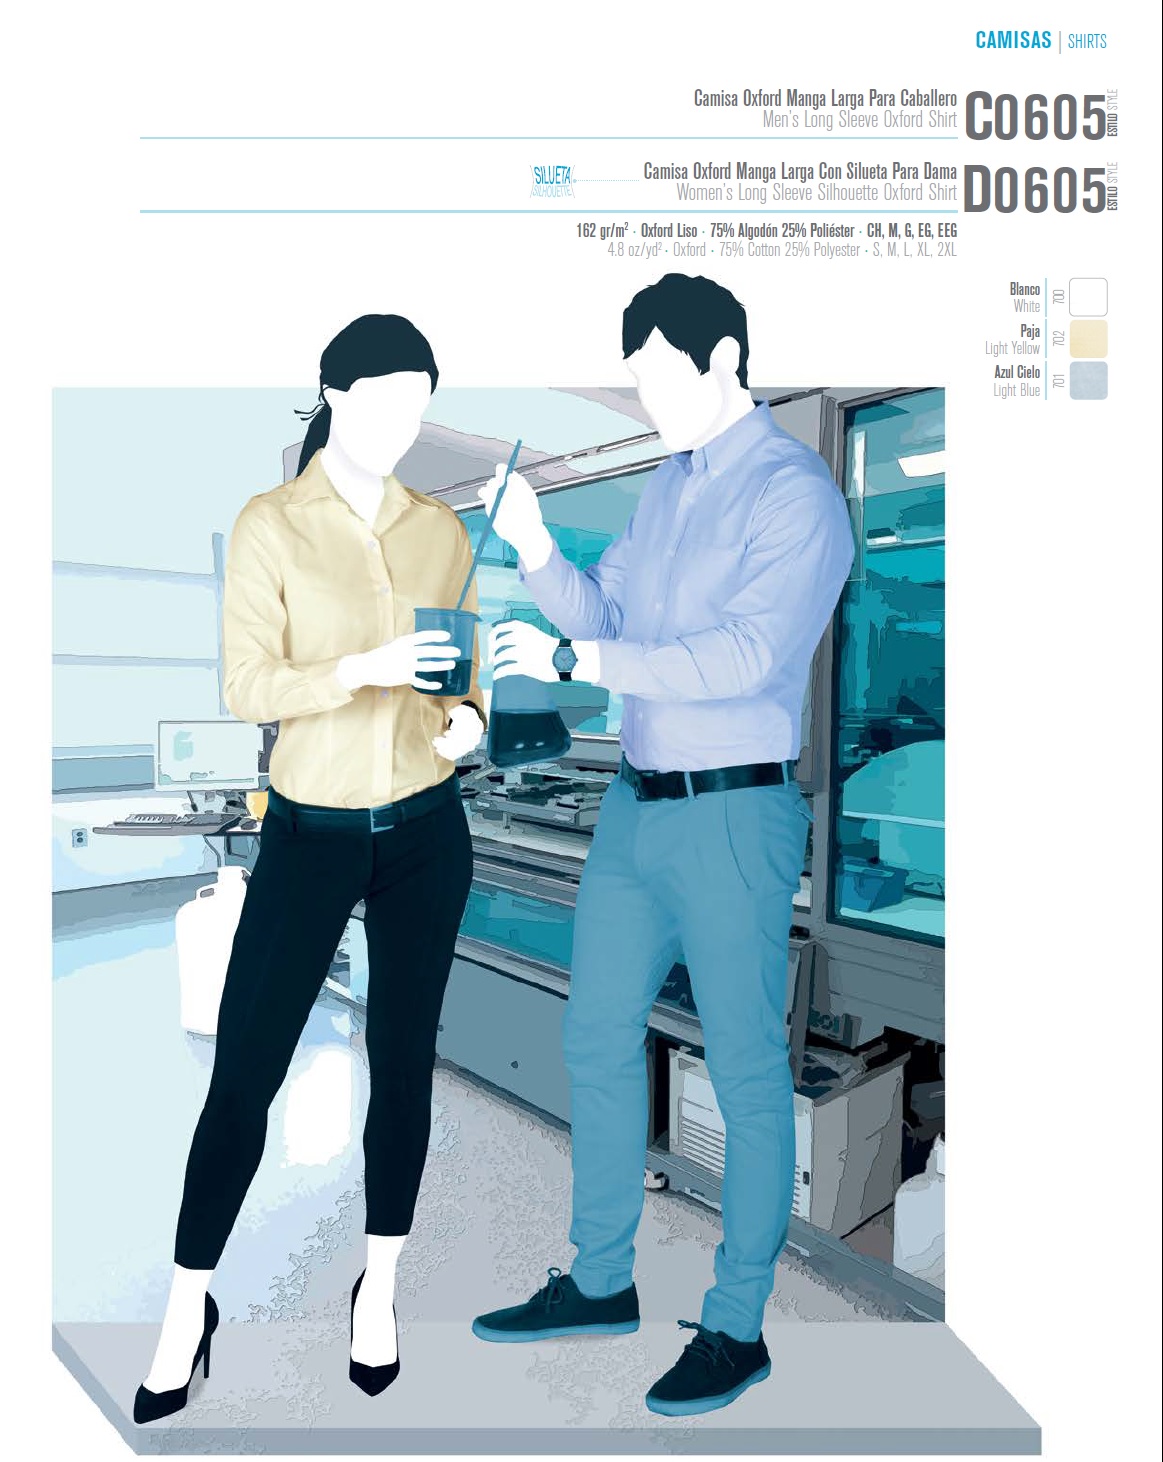 CAMISAS | SHIRTS
Camisa Oxford Manga Larga Para Caballero
Men's Long Sleeve Oxford Shirt
C0605
ESTILO STYLE
SILUETA
SILHOUETTE
Camisa Oxford Manga Larga Con Silueta Para Dama
Women's Long Sleeve Silhouette Oxford Shirt
D0605
ESTILO STYLE
162 gr/m² · Oxford Liso · 75% Algodón 25% Poliéster · CH, M, G, EG, EEG
4.8 oz/yd² · Oxford · 75% Cotton 25% Polyester · S, M, L, XL, 2XL
Blanco
White
700
Paja
Light Yellow
702
Azul Cielo
Light Blue
701